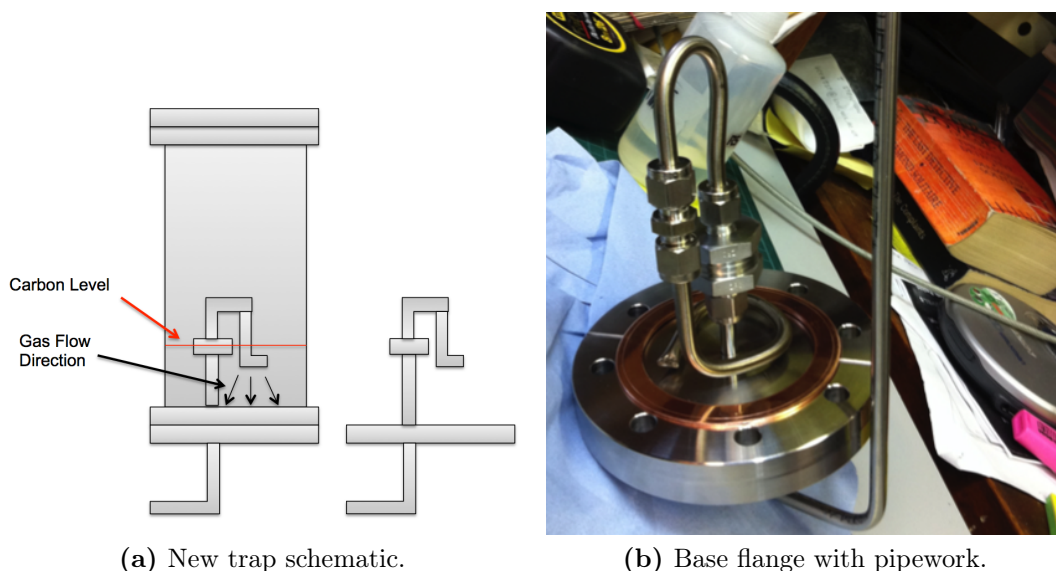 Carbon Level
Gas Flow
Direction
(a) New trap schematic.
(b) Base flange with pipework.